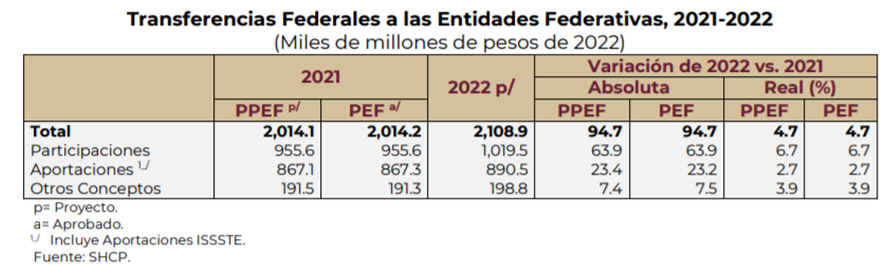 Transferencias Federales a las Entidades Federativas, 2021-2022
(Miles de millones de pesos de 2022)
2021 2022 p/ Variación de 2022 vs. 2021
Absoluta Real (%)
PPEF p/ PEF a/ PPEF PEF PPEF PEF
Total 2,014.1 2,014.2 2,108.9 94.7 94.7 4.7 4.7
Participaciones 955.6 955.6 1,019.5 63.9 63.9 6.7 6.7
Aportaciones 1_/ 867.1 867.3 890.5 23.4 23.2 2.7 2.7
Otros Conceptos 191.5 191.3 198.8 7.4 7.5 3.9 3.9
p= Proyecto.
a= Aprobado.
1_/ Incluye Aportaciones ISSSTE.
Fuente: SHCP.